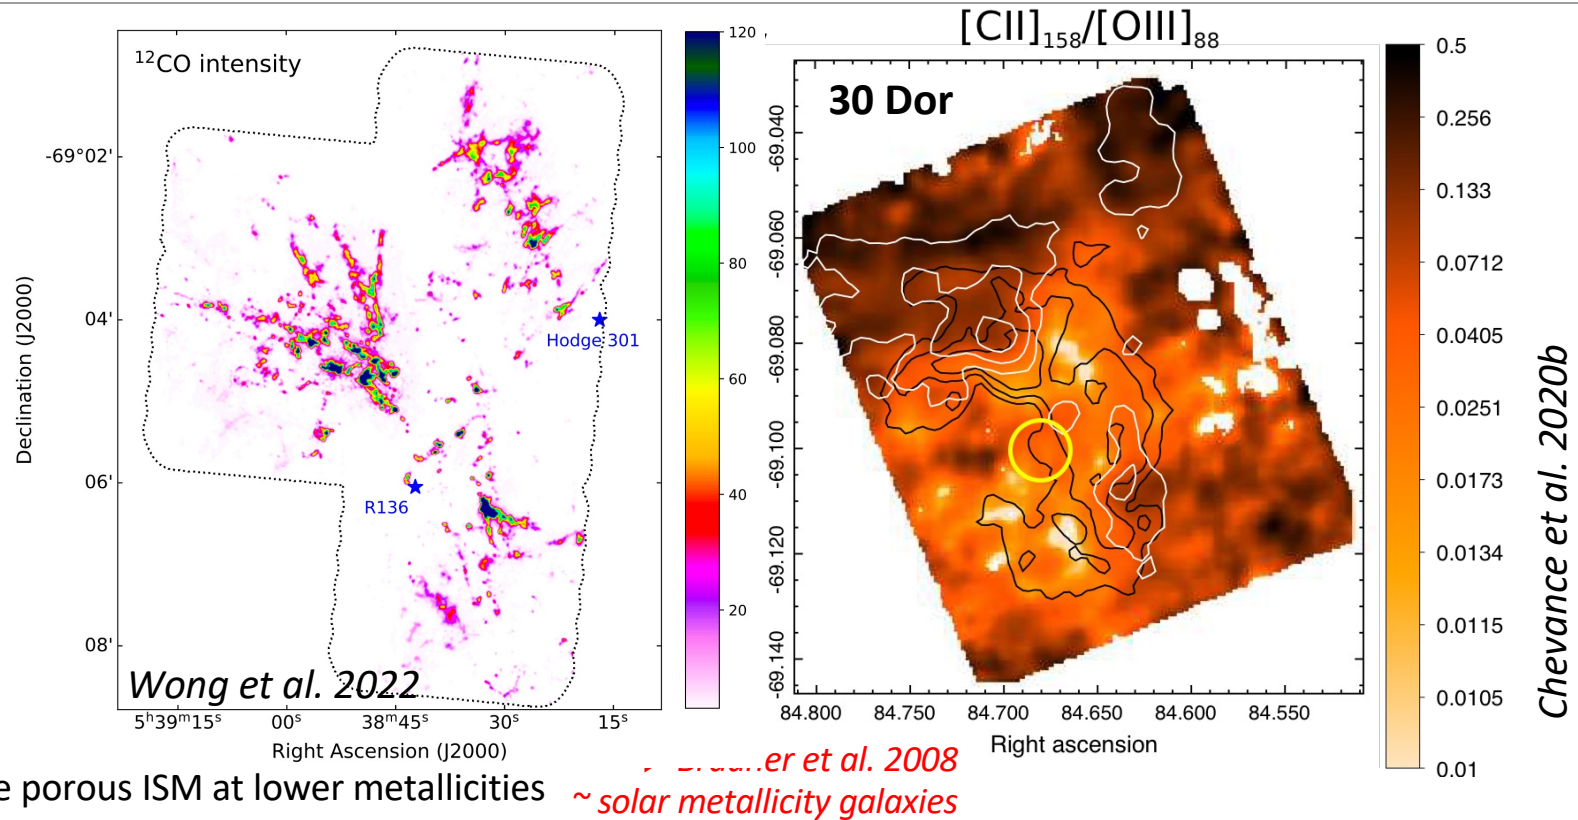 ¹²CO intensity
-69°02'
04'
06'
08'
Declination (J2000)
Hodge 301
R136
Wong et al. 2022
5ʰ39ᵐ15ˢ 00ˢ 38ᵐ45ˢ 30ˢ 15ˢ
Right Ascension (J2000)
120
100
80
60
40
20
[CII]₁₅₈/[OIII]₈₈
30 Dor
-69.040
-69.060
-69.080
-69.100
-69.120
-69.140
84.800 84.750 84.700 84.650 84.600 84.550
Right ascension
0.5
0.256
0.133
0.0712
0.0405
0.0251
0.0173
0.0134
0.0115
0.0105
0.01
Chevance et al. 2020b
et al. 2008
e porous ISM at lower metallicities
~ solar metallicity galaxies